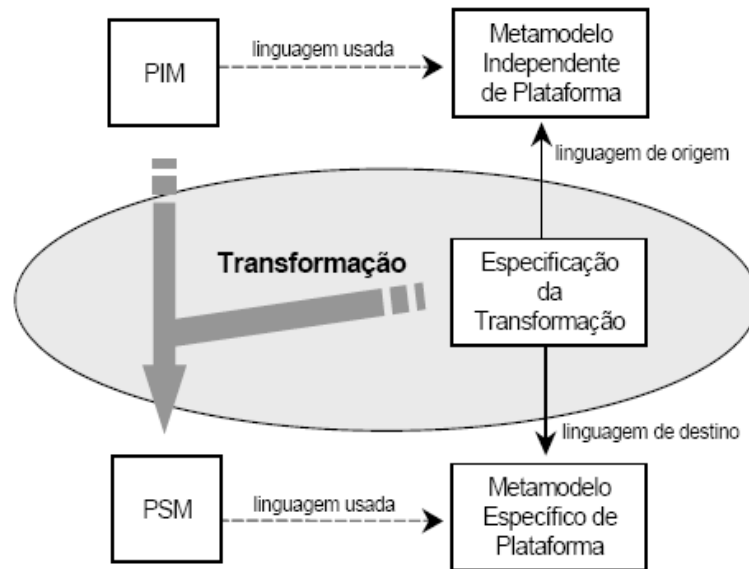 PIM
linguagem usada
Metamodelo
Independente
de Plataforma
linguagem de origem
Transformação
Especificação
da
Transformação
linguagem de destino
PSM
linguagem usada
Metamodelo
Específico de
Plataforma